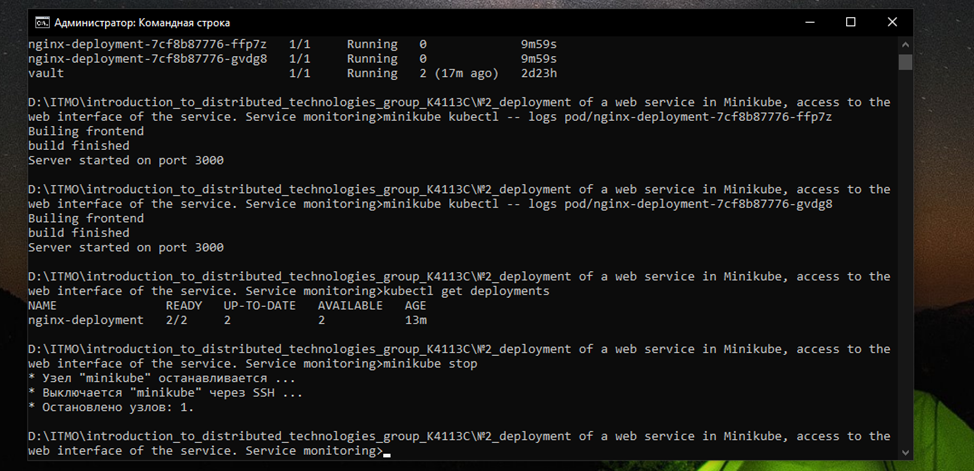 Администратор: Командная строка
nginx-deployment-7cf8b87776-ffp7z   1/1     Running   0             9m59s
nginx-deployment-7cf8b87776-gvdg8   1/1     Running   0             9m59s
vault                               1/1     Running   2 (17m ago)   2d23h
D:\ITMO\introduction_to_distributed_technologies_group_K4113C\№2_deployment of a web service in Minikube, access to the
web interface of the service. Service monitoring>minikube kubectl -- logs pod/nginx-deployment-7cf8b87776-ffp7z
Builing frontend
build finished
Server started on port 3000
D:\ITMO\introduction_to_distributed_technologies_group_K4113C\№2_deployment of a web service in Minikube, access to the
web interface of the service. Service monitoring>minikube kubectl -- logs pod/nginx-deployment-7cf8b87776-gvdg8
Builing frontend
build finished
Server started on port 3000
D:\ITMO\introduction_to_distributed_technologies_group_K4113C\№2_deployment of a web service in Minikube, access to the
web interface of the service. Service monitoring>kubectl get deployments
NAME               READY   UP-TO-DATE   AVAILABLE   AGE
nginx-deployment   2/2     2            2           13m
D:\ITMO\introduction_to_distributed_technologies_group_K4113C\№2_deployment of a web service in Minikube, access to the
web interface of the service. Service monitoring>minikube stop
* Узел "minikube" останавливается ...
* Выключается "minikube" через SSH ...
* Остановлено узлов: 1.
D:\ITMO\introduction_to_distributed_technologies_group_K4113C\№2_deployment of a web service in Minikube, access to the
web interface of the service. Service monitoring>